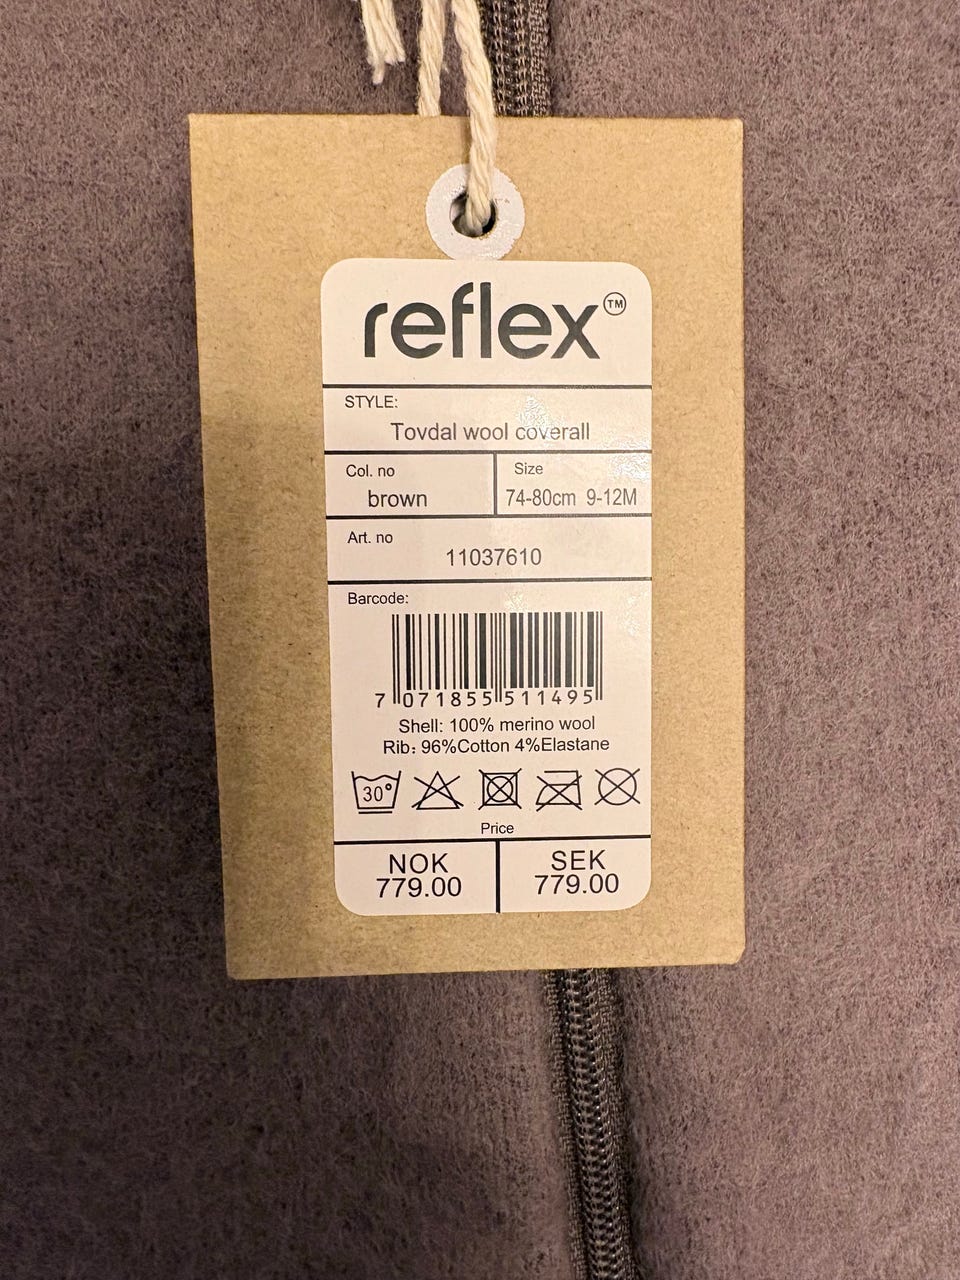 reflex™
STYLE:
Tovdal wool coverall
Col. no
brown
Size
74-80cm 9-12M
Art. no
11037610
Barcode:
7 071855 511495
Shell: 100% merino wool
Rib: 96%Cotton 4%Elastane
30°
Price
NOK
779.00
SEK
779.00